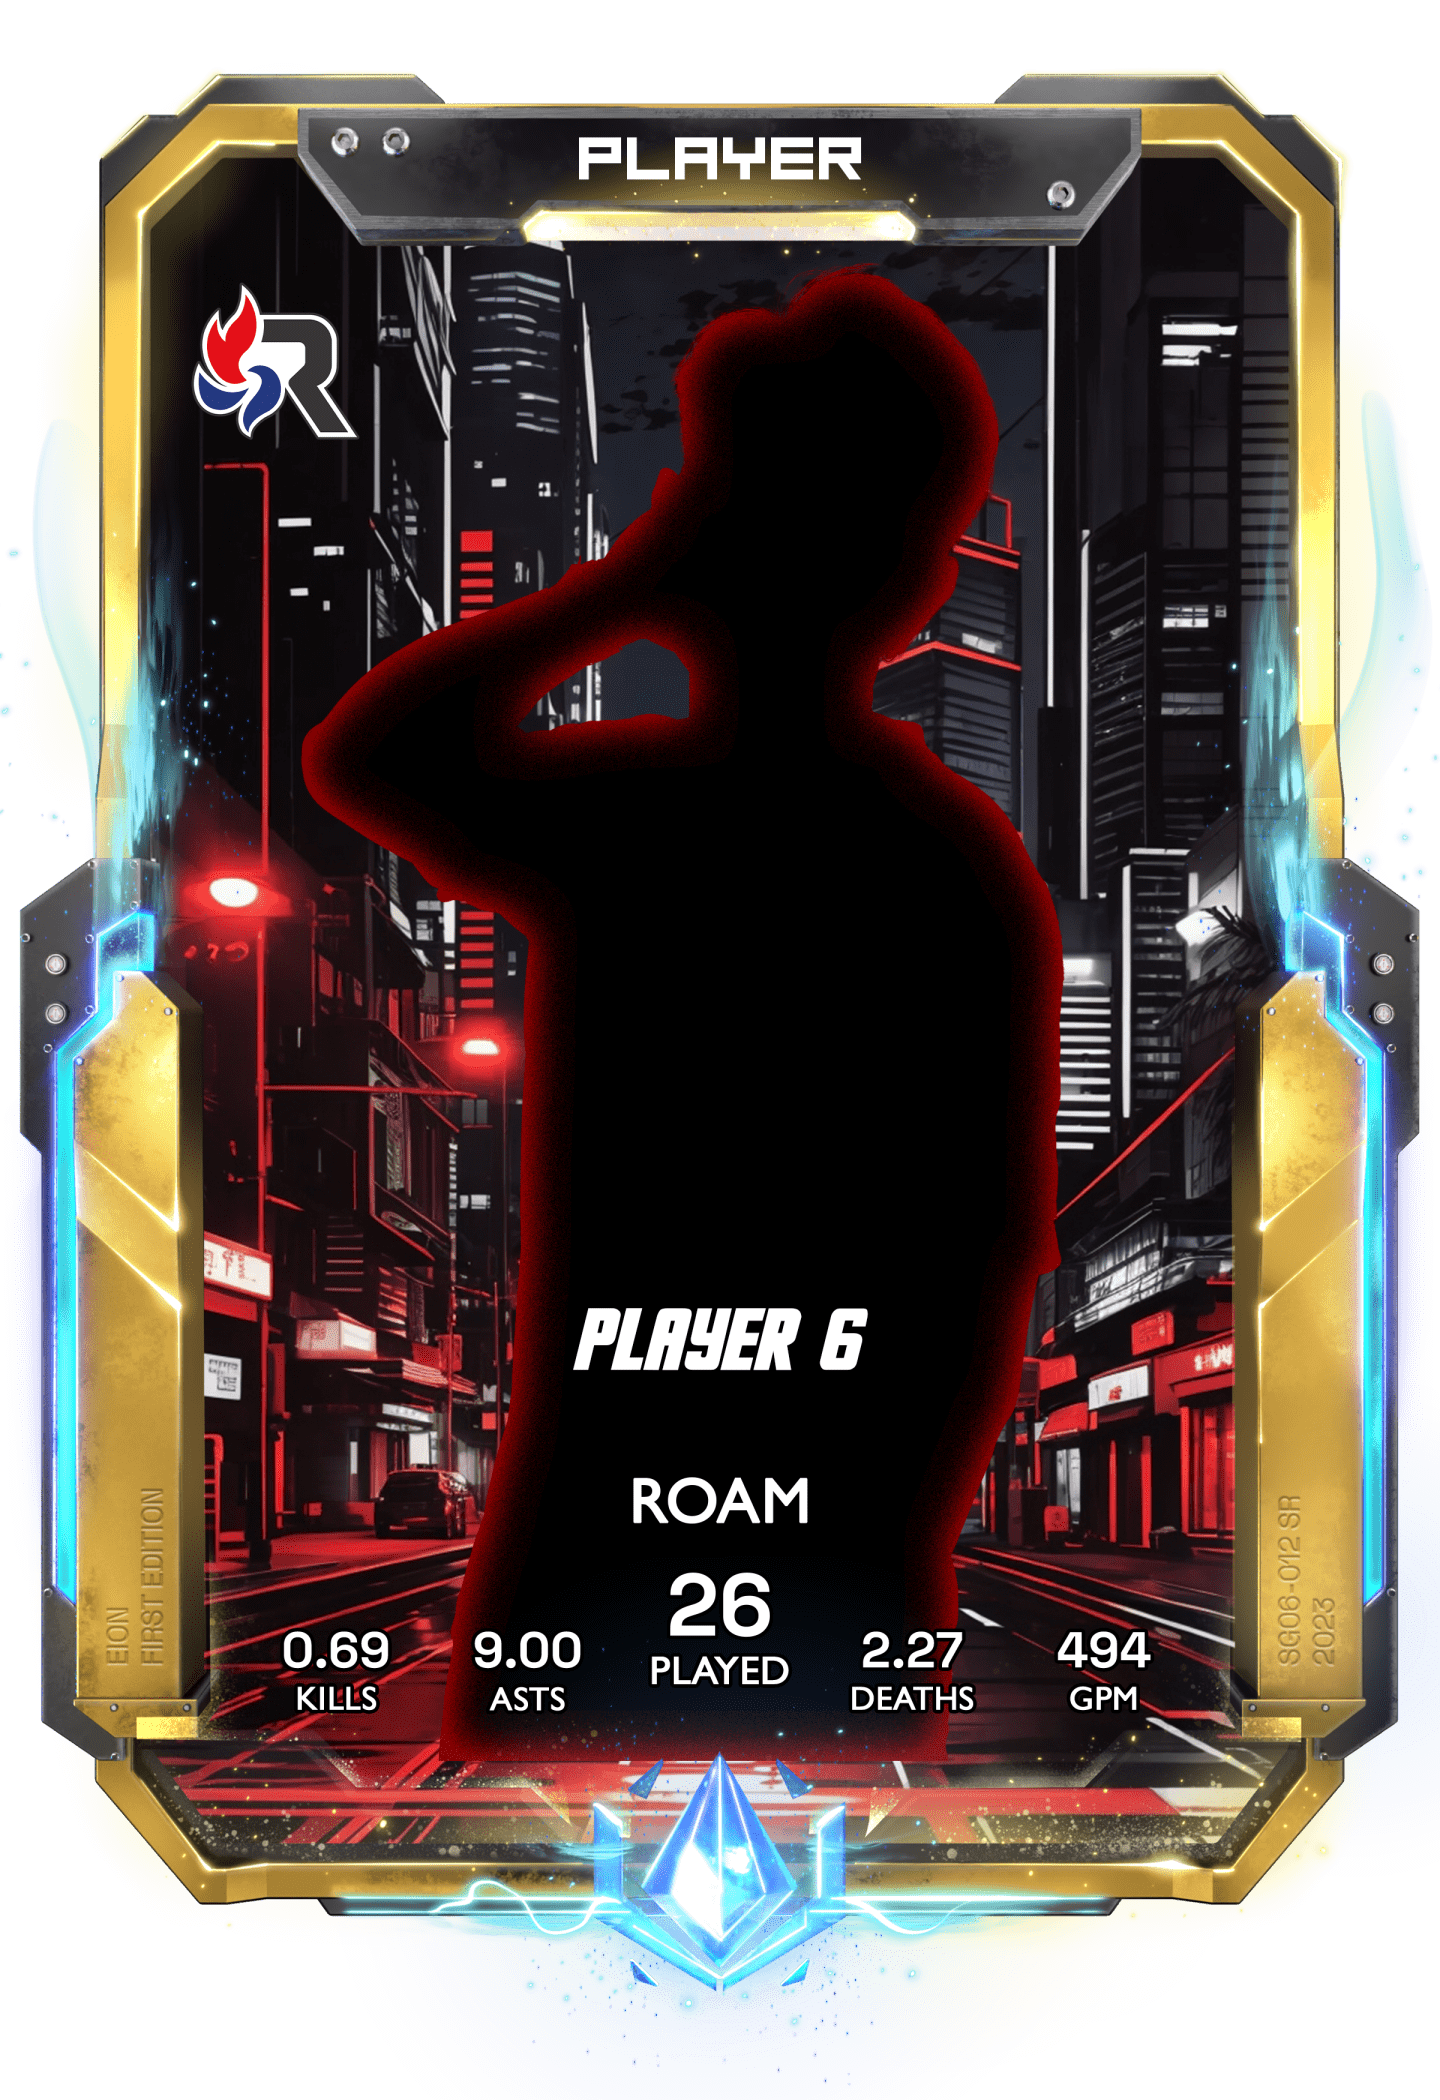 PLAYER
R
PLAYER 6
ROAM
26
PLAYED
0.69
KILLS
9.00
ASTS
2.27
DEATHS
494
GPM
EION
FIRST EDITION
SG06-012 SR
2023